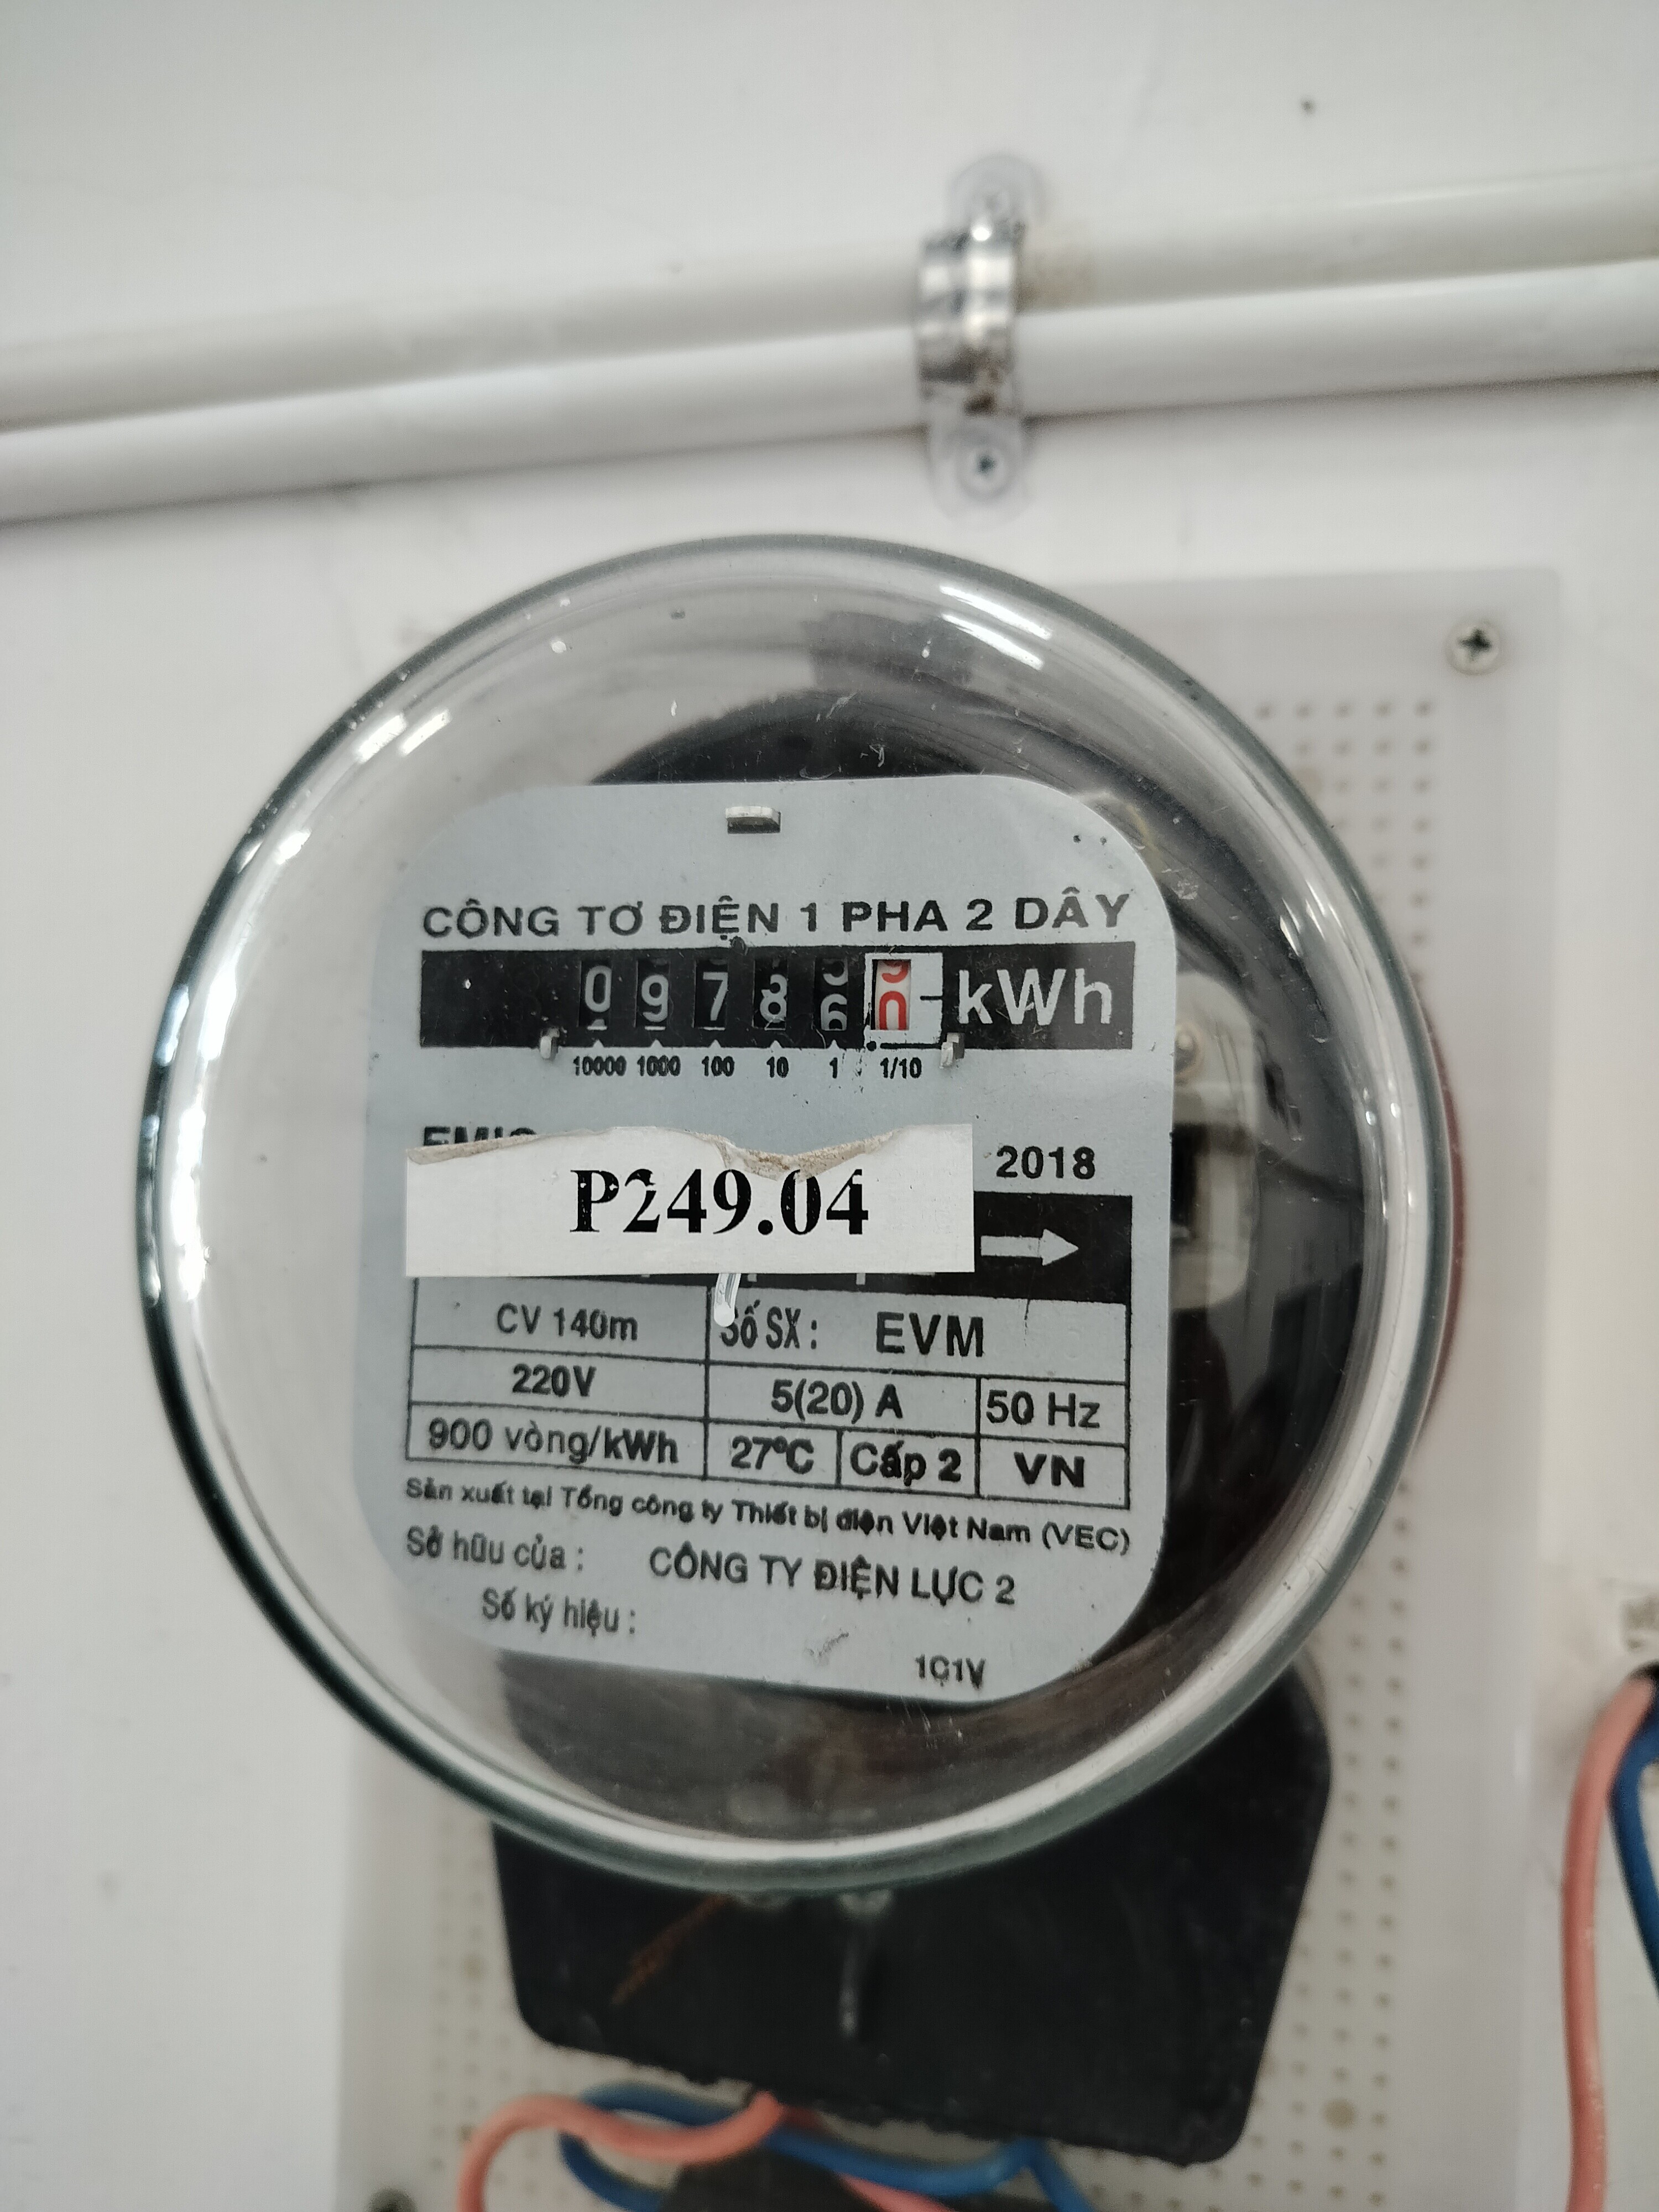 CÔNG TƠ ĐIỆN 1 PHA 2 DÂY
0 9 7 8 6 0 kWh
10000 1000 100 10 1 1/10
EMIC 2018
P249.04
CV 140m Số SX : EVM
220V 5(20) A 50 Hz
900 vòng/kWh 27ºC Cấp 2 VN
Sản xuất tại Tổng công ty Thiết bị điện Việt Nam (VEC)
Sở hữu của : CÔNG TY ĐIỆN LỰC 2
Số ký hiệu :
1C1V